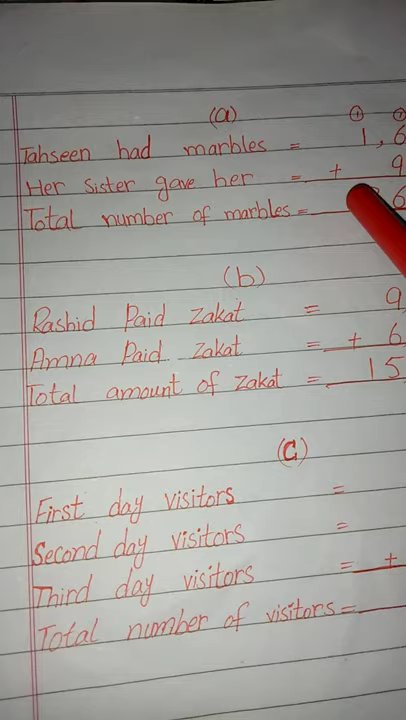 (a)
Tahseen had marbles = 1,6
Her Sister gave her = + 9
Total number of marbles = 6
(b)
Rashid Paid Zakat = 9
Amna Paid Zakat = + 6
Total amount of zakat = 15
(C)
First day visitors =
Second day visitors =
Third day visitors = +
Total number of visitors =